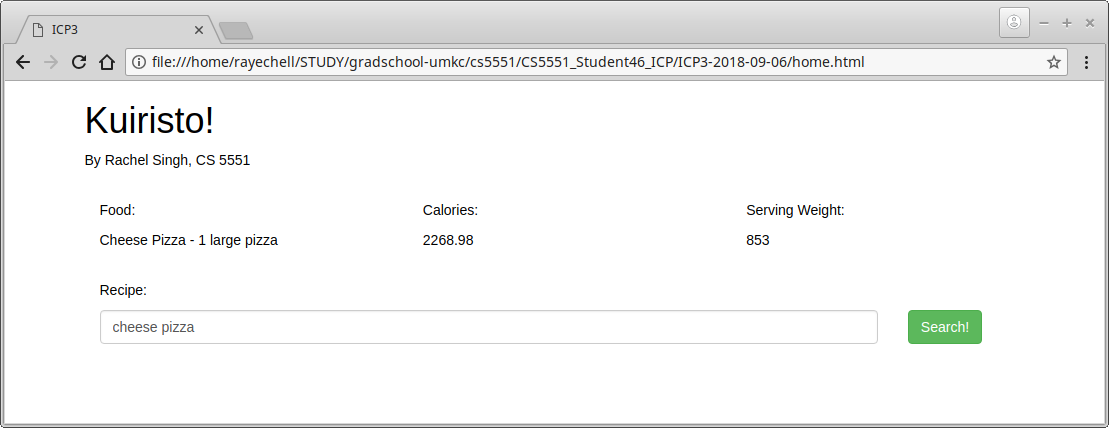 ICP3
file:///home/rayechell/STUDY/gradschool-umkc/cs5551/CS5551_Student46_ICP/ICP3-2018-09-06/home.html
Kuiristo!
By Rachel Singh, CS 5551
Food: Calories: Serving Weight:
Cheese Pizza - 1 large pizza 2268.98 853
Recipe:
cheese pizza Search!